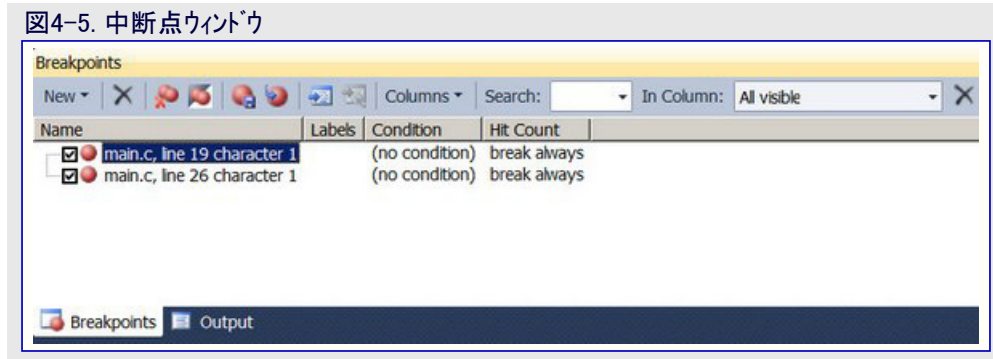 図4-5. 中断点ウィンドウ
Breakpoints
New Columns Search: In Column: All visible
Name Labels Condition Hit Count
main.c, line 19 character 1 (no condition) break always
main.c, line 26 character 1 (no condition) break always
Breakpoints Output